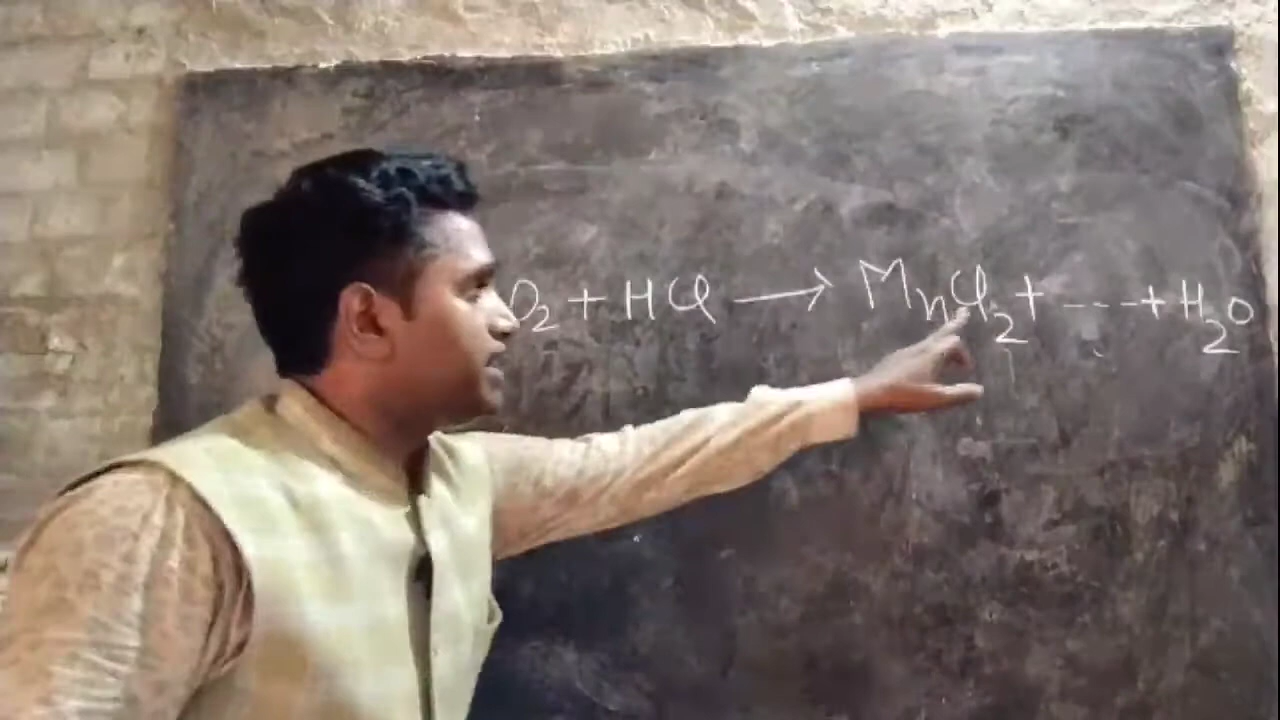 O₂ + HCl → MnCl₂ + --- + H₂O